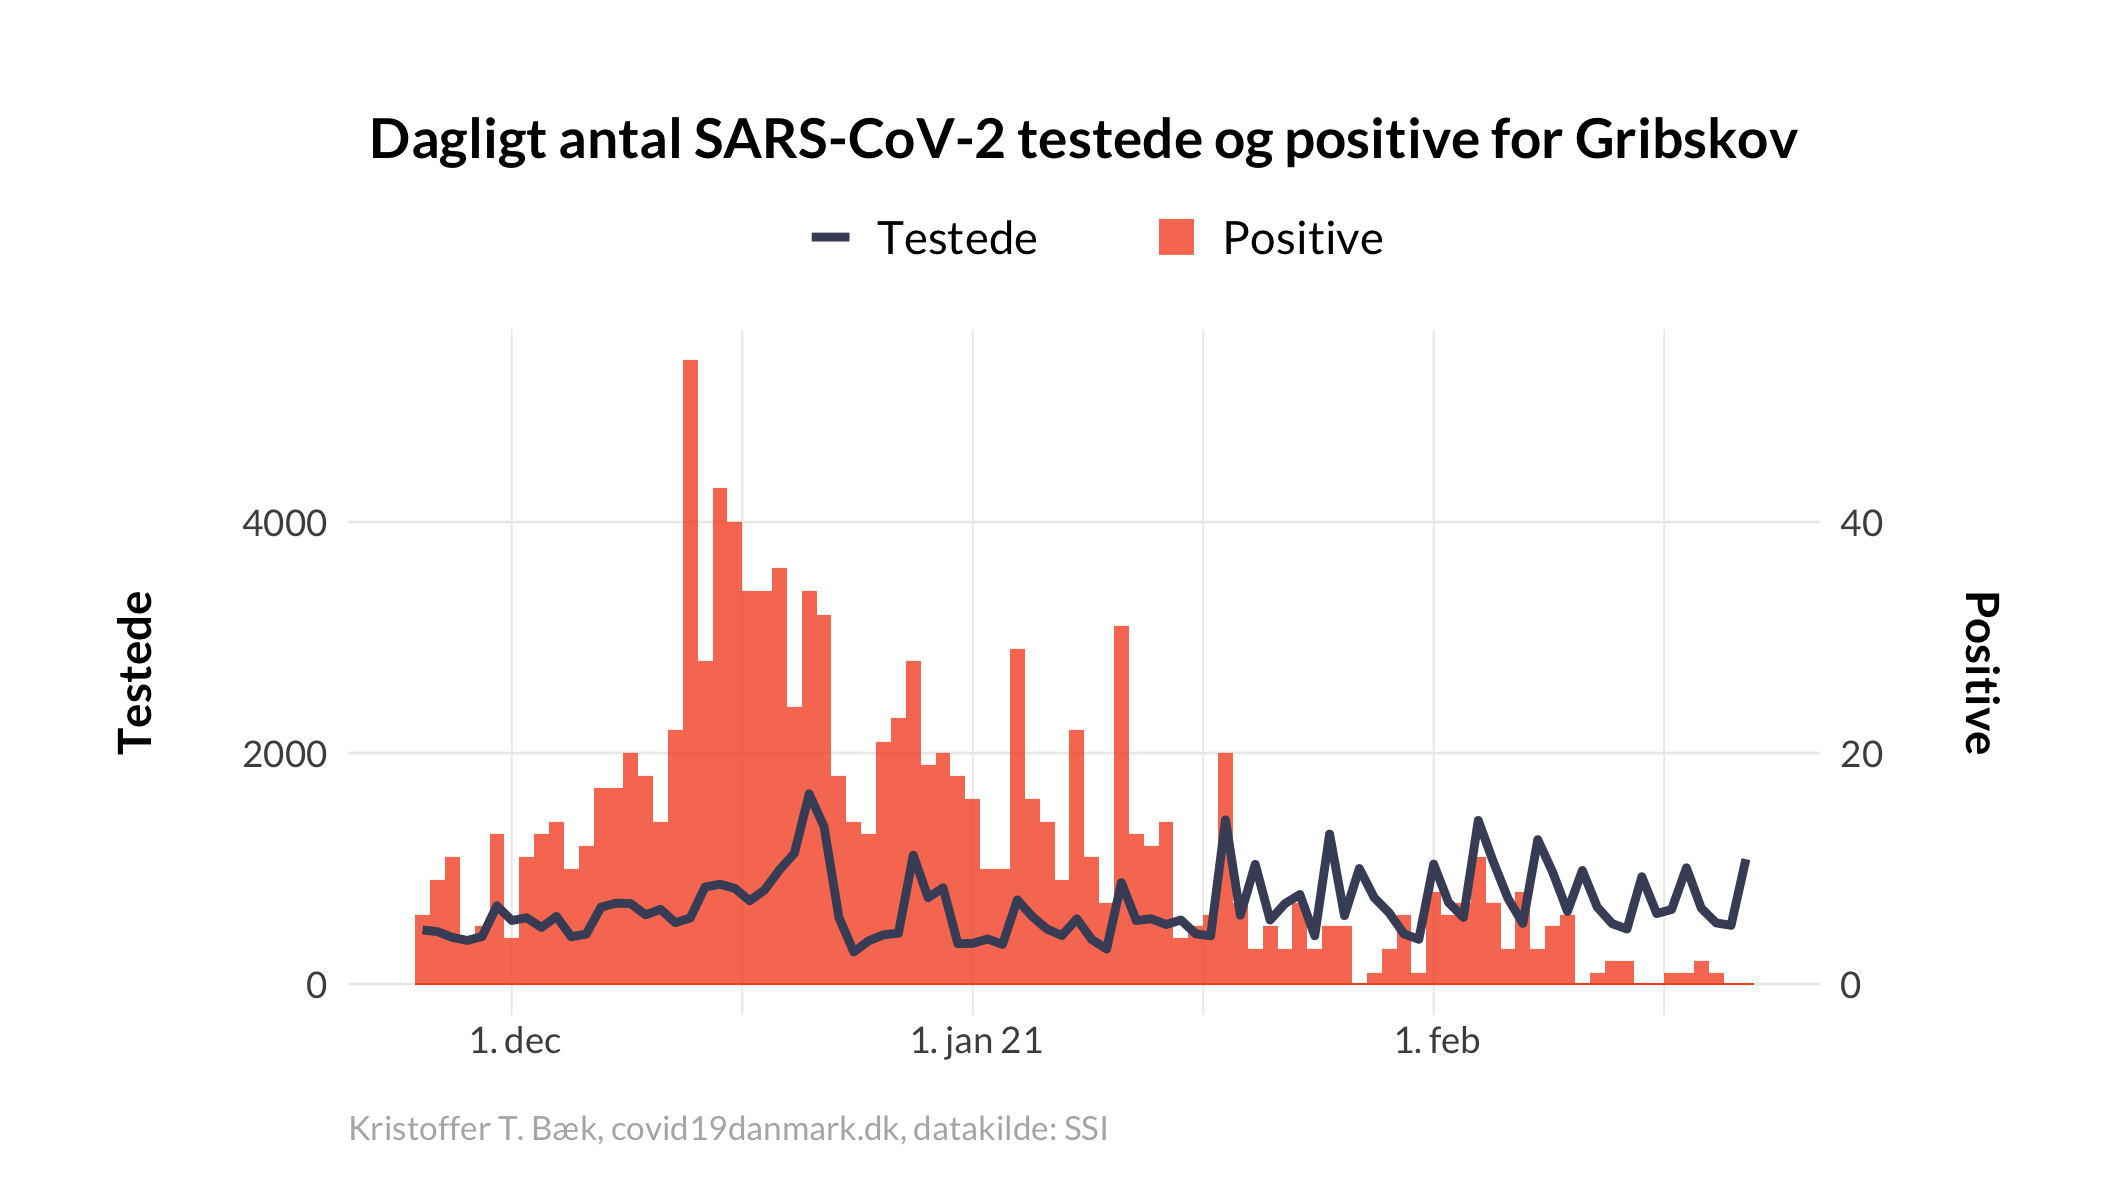 Dagligt antal SARS-CoV-2 testede og positive for Gribskov
Testede
Positive
Testede
4000
2000
0
40
20
0
Positive
1. dec
1. jan 21
1. feb
Kristoffer T. Bæk, covid19danmark.dk, datakilde: SSI